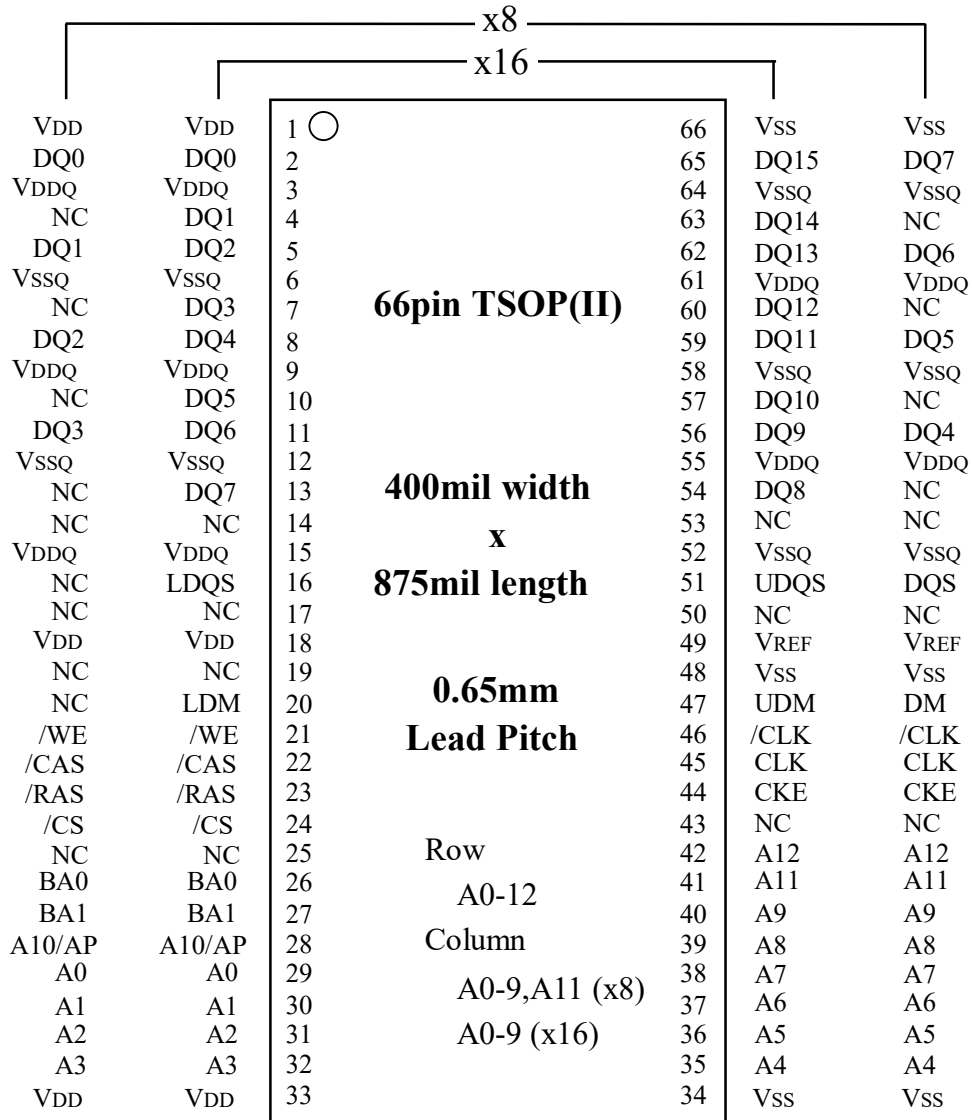 x8
x16
VDD VDD 1 66 VSS VSS
DQ0 DQ0 2 65 DQ15 DQ7
VDDQ VDDQ 3 64 VSSQ VSSQ
NC DQ1 4 63 DQ14 NC
DQ1 DQ2 5 62 DQ13 DQ6
VSSQ VSSQ 6 61 VDDQ VDDQ
NC DQ3 7 66pin TSOP(II) 60 DQ12 NC
DQ2 DQ4 8 59 DQ11 DQ5
VDDQ VDDQ 9 58 VSSQ VSSQ
NC DQ5 10 57 DQ10 NC
DQ3 DQ6 11 56 DQ9 DQ4
VSSQ VSSQ 12 55 VDDQ VDDQ
NC DQ7 13 400mil width 54 DQ8 NC
NC NC 14 53 NC NC
x
VDDQ VDDQ 15 52 VSSQ VSSQ
NC LDQS 16 875mil length 51 UDQS DQS
NC NC 17 50 NC NC
VDD VDD 18 49 VREF VREF
NC NC 19 48 VSS VSS
NC LDM 20 0.65mm 47 UDM DM
/WE /WE 21 Lead Pitch 46 /CLK /CLK
/CAS /CAS 22 45 CLK CLK
/RAS /RAS 23 44 CKE CKE
/CS /CS 24 43 NC NC
NC NC 25 Row 42 A12 A12
BA0 BA0 26 41 A11 A11
A0-12
BA1 BA1 27 40 A9 A9
A10/AP A10/AP 28 Column 39 A8 A8
A0 A0 29 38 A7 A7
A0-9,A11 (x8)
A1 A1 30 37 A6 A6
A2 A2 31 A0-9 (x16) 36 A5 A5
A3 A3 32 35 A4 A4
VDD VDD 33 34 VSS VSS